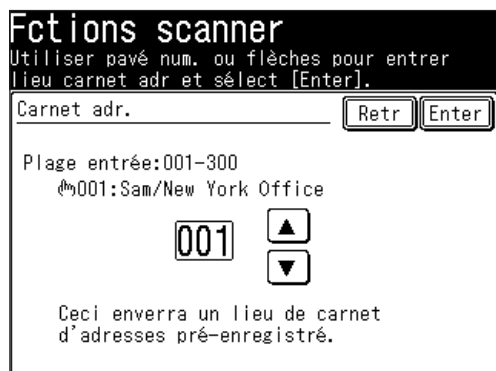 Fctions scanner
Utiliser pavé num. ou flèches pour entrer
lieu carnet adr et sélect [Enter].
Carnet adr.
Retr
Enter
Plage entrée:001-300
001:Sam/New York Office
001
Ceci enverra un lieu de carnet
d'adresses pré-enregistré.